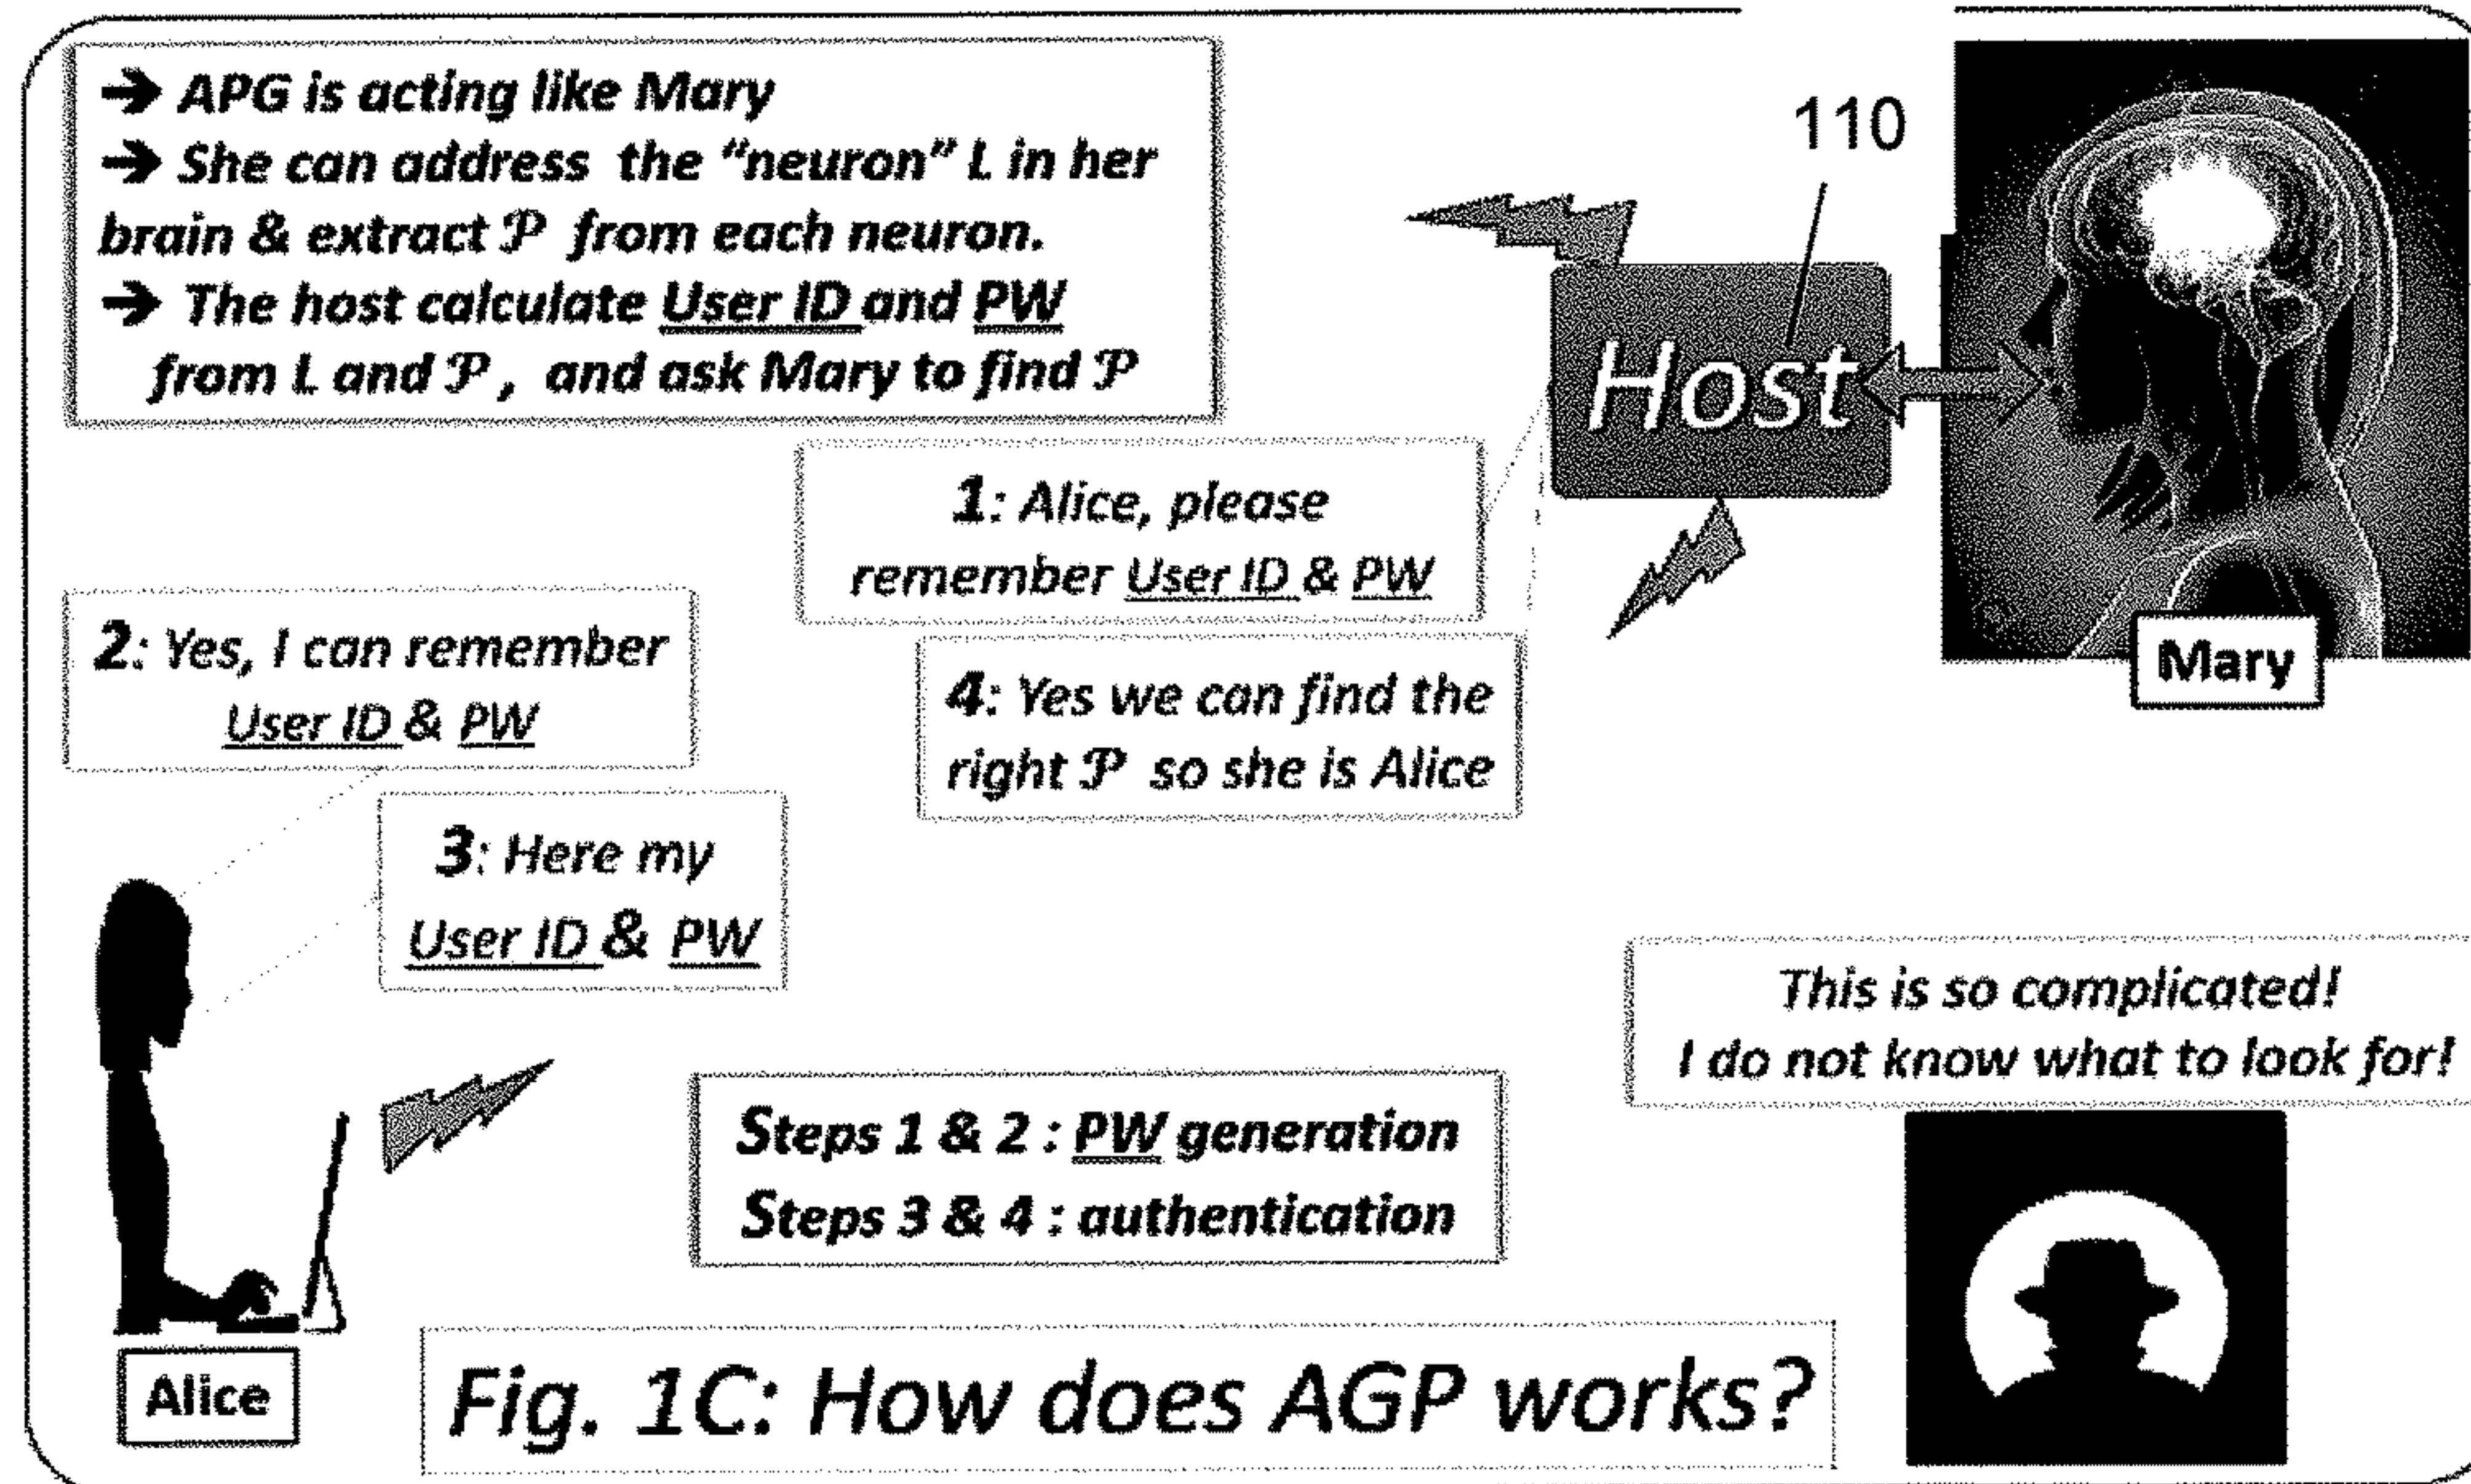 ➔ APG is acting like Mary
➔ She can address the “neuron” L in her
brain & extract 𝒫 from each neuron.
➔ The host calculate User ID and PW
from L and 𝒫 , and ask Mary to find 𝒫
110
Host
Mary
1: Alice, please
remember User ID & PW
2: Yes, I can remember
User ID & PW
4: Yes we can find the
right 𝒫 so she is Alice
3: Here my
User ID & PW
This is so complicated!
I do not know what to look for!
Steps 1 & 2 : PW generation
Steps 3 & 4 : authentication
Alice
Fig. 1C: How does AGP works?